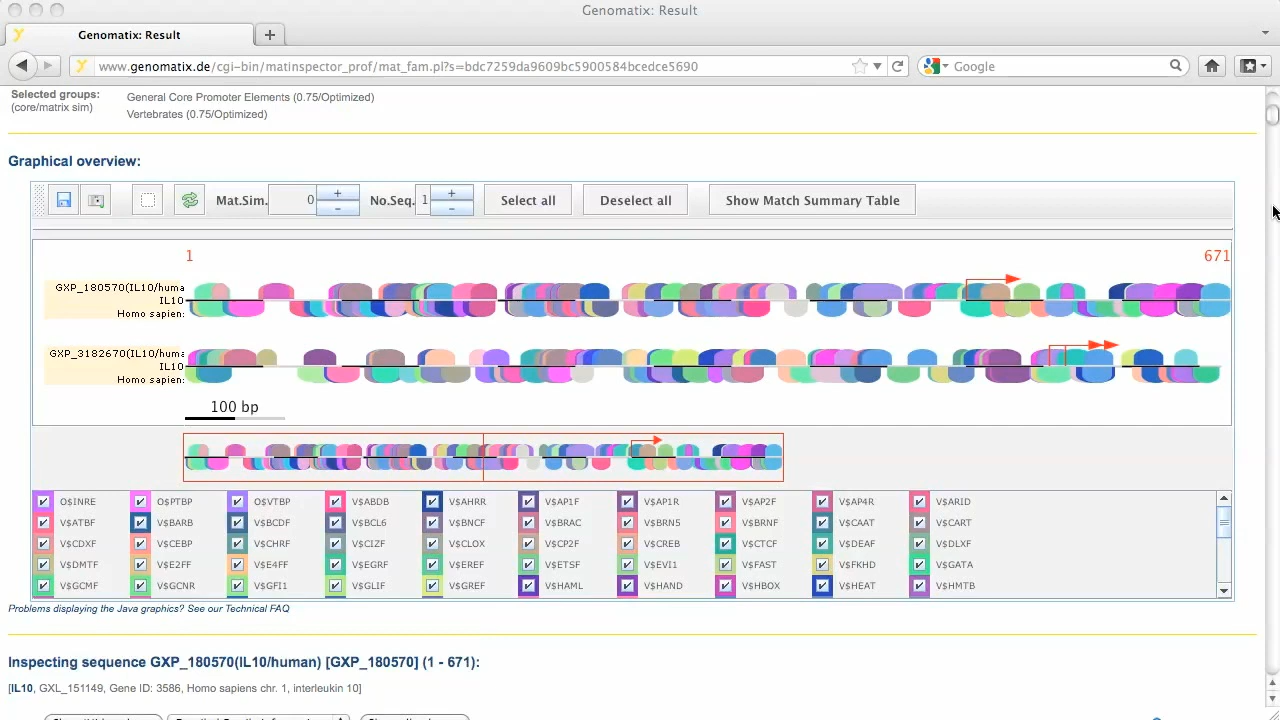 Genomatix: Result
Genomatix: Result
www.genomatix.de/cgi-bin/matinspector_prof/mat_fam.pl?s=bdc7259da9609bc5900584bcedce5690
Google
Selected groups: General Core Promoter Elements (0.75/Optimized)
(core/matrix sim) Vertebrates (0.75/Optimized)
Graphical overview:
Mat.Sim. 0 + - No.Seq. 1 + - Select all Deselect all Show Match Summary Table
1 671
GXP_180570(IL10/huma
IL10
Homo sapien:
GXP_3182670(IL10/huma
IL10
Homo sapien:
100 bp
O$INRE O$PTBP O$VTBP V$ABDB V$AHRR V$AP1F V$AP1R V$AP2F V$AP4R V$ARID
V$ATBF V$BARB V$BCDF V$BCL6 V$BNCF V$BRAC V$BRN5 V$BRNF V$CAAT V$CART
V$CDXF V$CEBP V$CHRF V$CIZF V$CLOX V$CP2F V$CREB V$CTCF V$DEAF V$DLXF
V$DMTF V$E2FF V$E4FF V$EGRF V$EREF V$ETSF V$EVI1 V$FAST V$FKHD V$GATA
V$GCMF V$GCNR V$GFI1 V$GLIF V$GREF V$HAML V$HAND V$HBOX V$HEAT V$HMTB
Problems displaying the Java graphics? See our Technical FAQ
Inspecting sequence GXP_180570(IL10/human) [GXP_180570] (1 - 671):
[IL10, GXL_151149, Gene ID: 3586, Homo sapiens chr. 1, interleukin 10]